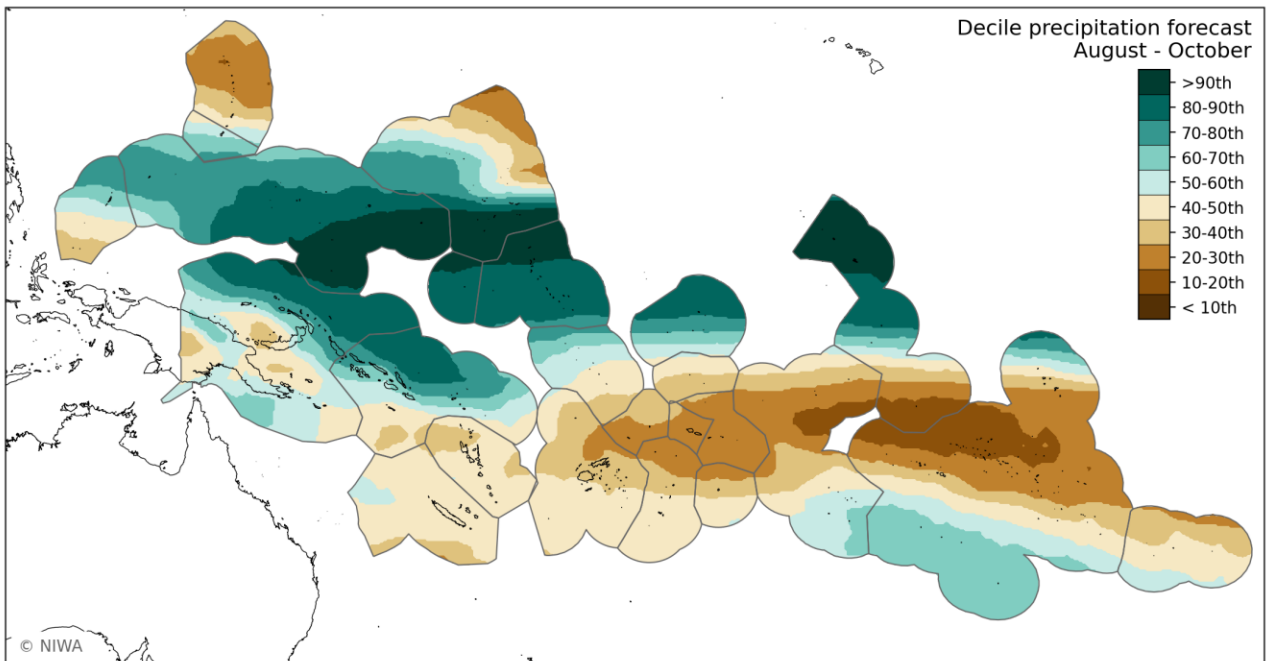 Decile precipitation forecast
August - October
>90th
80-90th
70-80th
60-70th
50-60th
40-50th
30-40th
20-30th
10-20th
< 10th
© NIWA